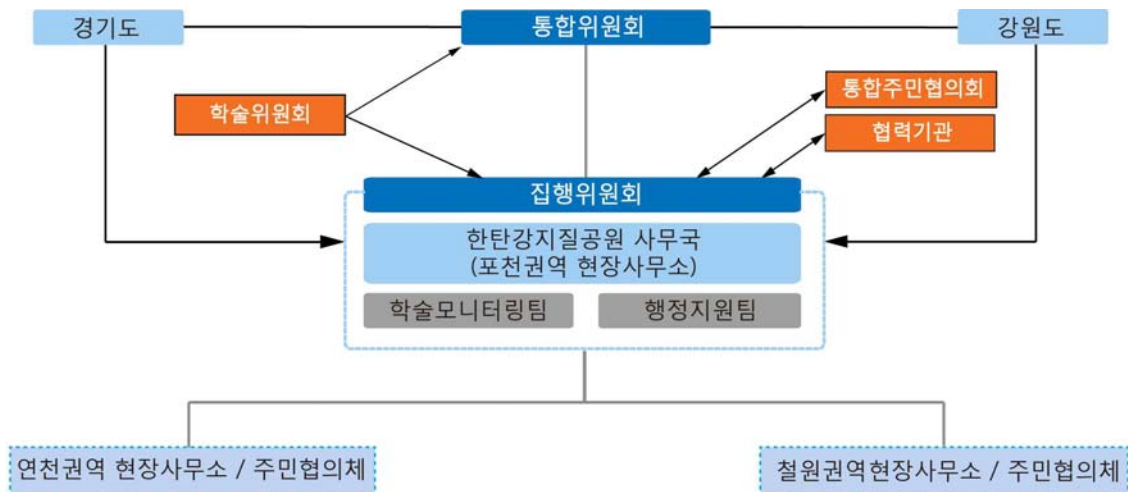 경기도
통합위원회
강원도
학술위원회
통합주민협의회
협력기관
집행위원회
한탄강지질공원 사무국
(포천권역 현장사무소)
학술모니터링팀
행정지원팀
연천권역 현장사무소 / 주민협의체
철원권역현장사무소 / 주민협의체